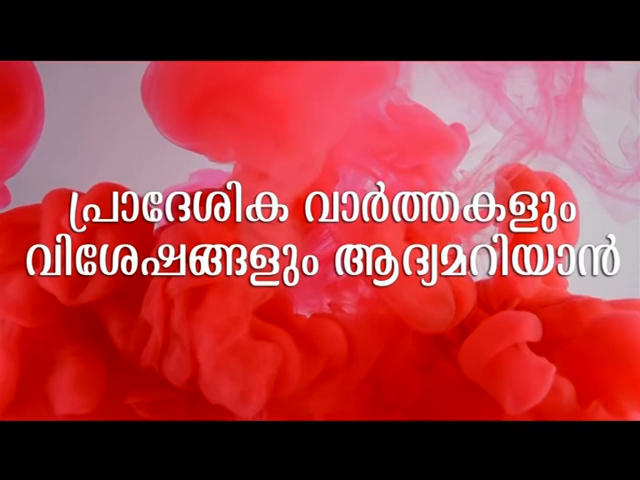 പ്രാദേശിക വാർത്തകളും
വിശേഷങ്ങളും ആദ്യമറിയാൻ